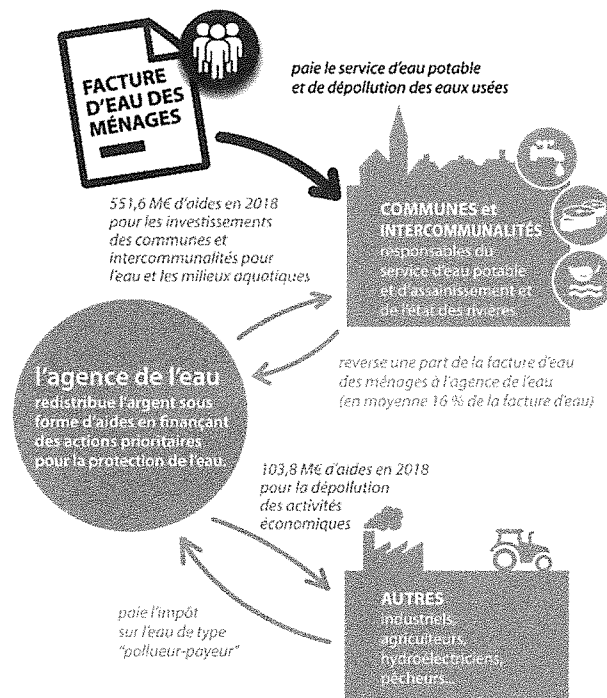 FACTURE
D'EAU DES
MÉNAGES
paie le service d'eau potable
et de dépollution des eaux usées
551,6 M€ d'aides en 2018
pour les investissements
des communes et
intercommunalités pour
l'eau et les milieux aquatiques
COMMUNES et
INTERCOMMUNALITÉS
responsables du
service d'eau potable
et d'assainissement et
de l'état des rivières
l'agence de l'eau
redistribue l'argent sous
forme d'aides en finançant
des actions prioritaires
pour la protection de l'eau.
reverse une part de la facture d'eau
des ménages à l'agence de l'eau
(en moyenne 16 % de la facture d'eau)
103,8 M€ d'aides en 2018
pour la dépollution
des activités
économiques
paie l'impôt
sur l'eau de type
"pollueur-payeur"
AUTRES
industriels,
agriculteurs,
hydroélectriciens,
pêcheurs...